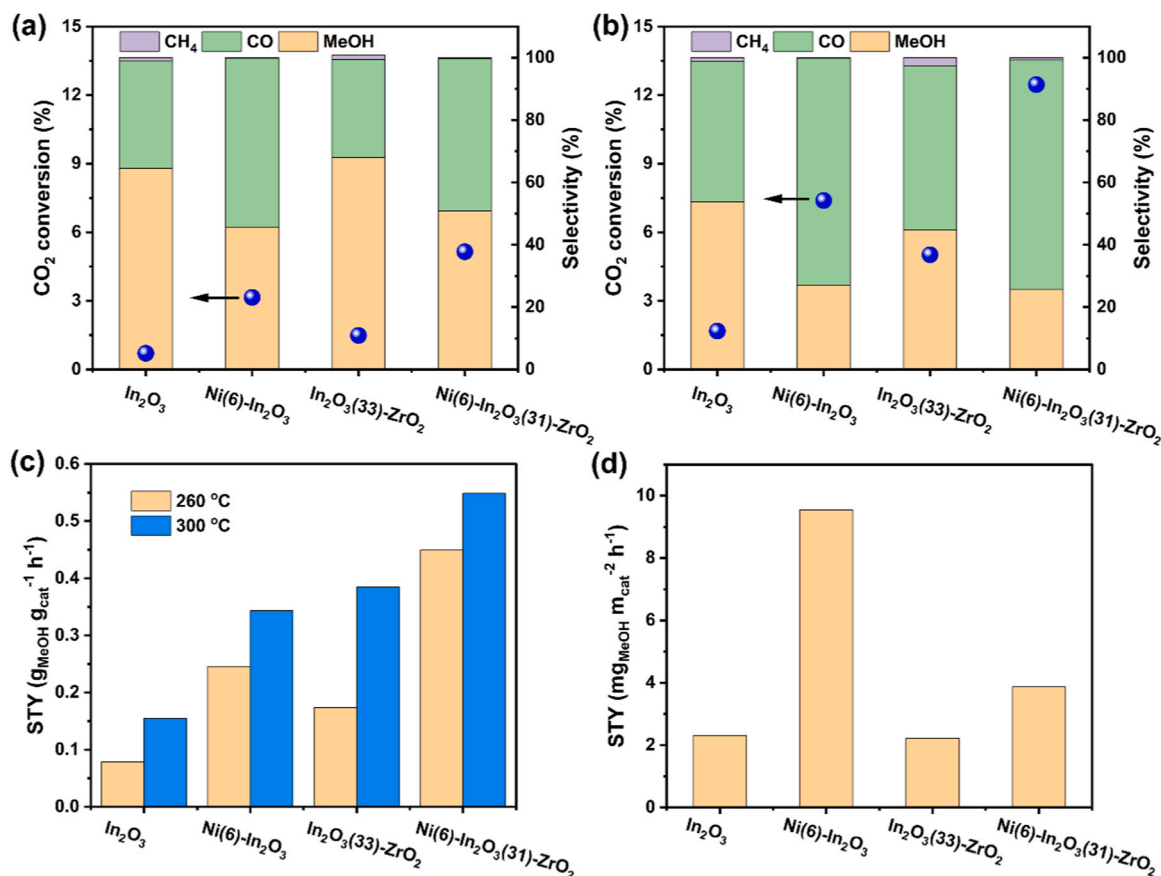 (a)
CH4 CO MeOH
CO2 conversion (%)
15
12
9
6
3
0
100
80
60
40
20
0
Selectivity (%)
In2O3
Ni(6)-In2O3
In2O3(33)-ZrO2
Ni(6)-In2O3(31)-ZrO2
(b)
CH4 CO MeOH
CO2 conversion (%)
15
12
9
6
3
0
100
80
60
40
20
0
Selectivity (%)
In2O3
Ni(6)-In2O3
In2O3(33)-ZrO2
Ni(6)-In2O3(31)-ZrO2
(c)
260 °C
300 °C
STY (gMeOH gcat-1 h-1)
0.6
0.5
0.4
0.3
0.2
0.1
0.0
In2O3
Ni(6)-In2O3
In2O3(33)-ZrO2
Ni(6)-In2O3(31)-ZrO2
(d)
STY (mgMeOH mcat-2 h-1)
10
8
6
4
2
0
In2O3
Ni(6)-In2O3
In2O3(33)-ZrO2
Ni(6)-In2O3(31)-ZrO2